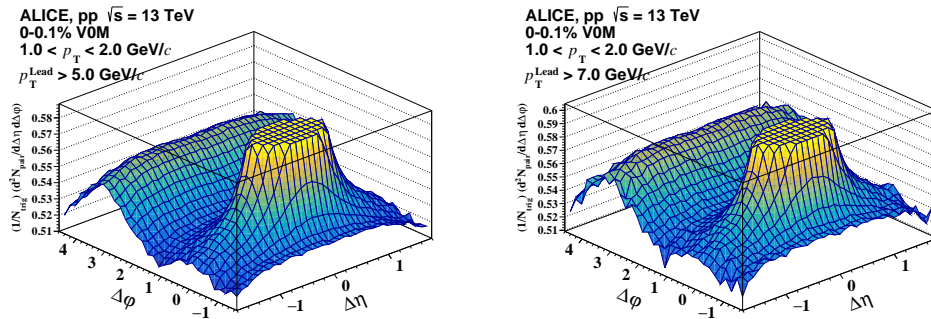 ALICE, pp √s = 13 TeV
0-0.1% V0M
1.0 < p_T < 2.0 GeV/c
p_T^Lead > 5.0 GeV/c
(1/N_trig) (d²N_pair/dΔη dΔφ)
0.58
0.57
0.56
0.55
0.54
0.53
0.52
0.51
4
3
2
1
0
−1
Δφ
−1
0
1
Δη
ALICE, pp √s = 13 TeV
0-0.1% V0M
1.0 < p_T < 2.0 GeV/c
p_T^Lead > 7.0 GeV/c
(1/N_trig) (d²N_pair/dΔη dΔφ)
0.6
0.59
0.58
0.57
0.56
0.55
0.54
0.53
0.52
0.51
4
3
2
1
0
−1
Δφ
−1
0
1
Δη